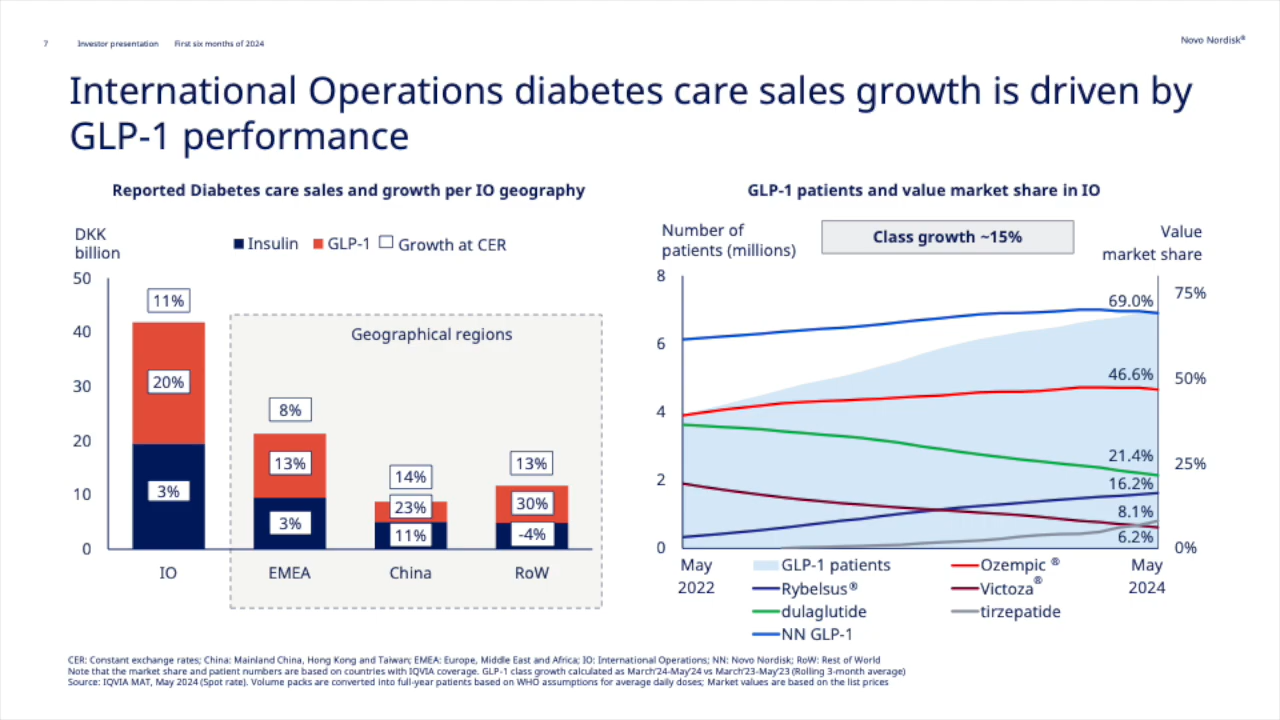 7 Investor presentation First six months of 2024
Novo Nordisk®
International Operations diabetes care sales growth is driven by
GLP-1 performance
Reported Diabetes care sales and growth per IO geography
DKK
billion
Insulin GLP-1 Growth at CER
50
40
30
20
10
0
Geographical regions
11%
20%
3%
8%
13%
3%
14%
23%
11%
13%
30%
-4%
IO EMEA China RoW
GLP-1 patients and value market share in IO
Number of
patients (millions)
Class growth ~15%
Value
market share
8
6
4
2
0
75%
50%
25%
0%
69.0%
46.6%
21.4%
16.2%
8.1%
6.2%
May
2022
May
2024
GLP-1 patients Ozempic ®
Rybelsus® Victoza®
dulaglutide tirzepatide
NN GLP-1
CER: Constant exchange rates; China: Mainland China, Hong Kong and Taiwan; EMEA: Europe, Middle East and Africa; IO: International Operations; NN: Novo Nordisk; RoW: Rest of World
Note that the market share and patient numbers are based on countries with IQVIA coverage. GLP-1 class growth calculated as March'24-May'24 vs March'23-May'23 (Rolling 3-month average)
Source: IQVIA MAT, May 2024 (Spot rate). Volume packs are converted into full-year patients based on WHO assumptions for average daily doses; Market values are based on the list prices